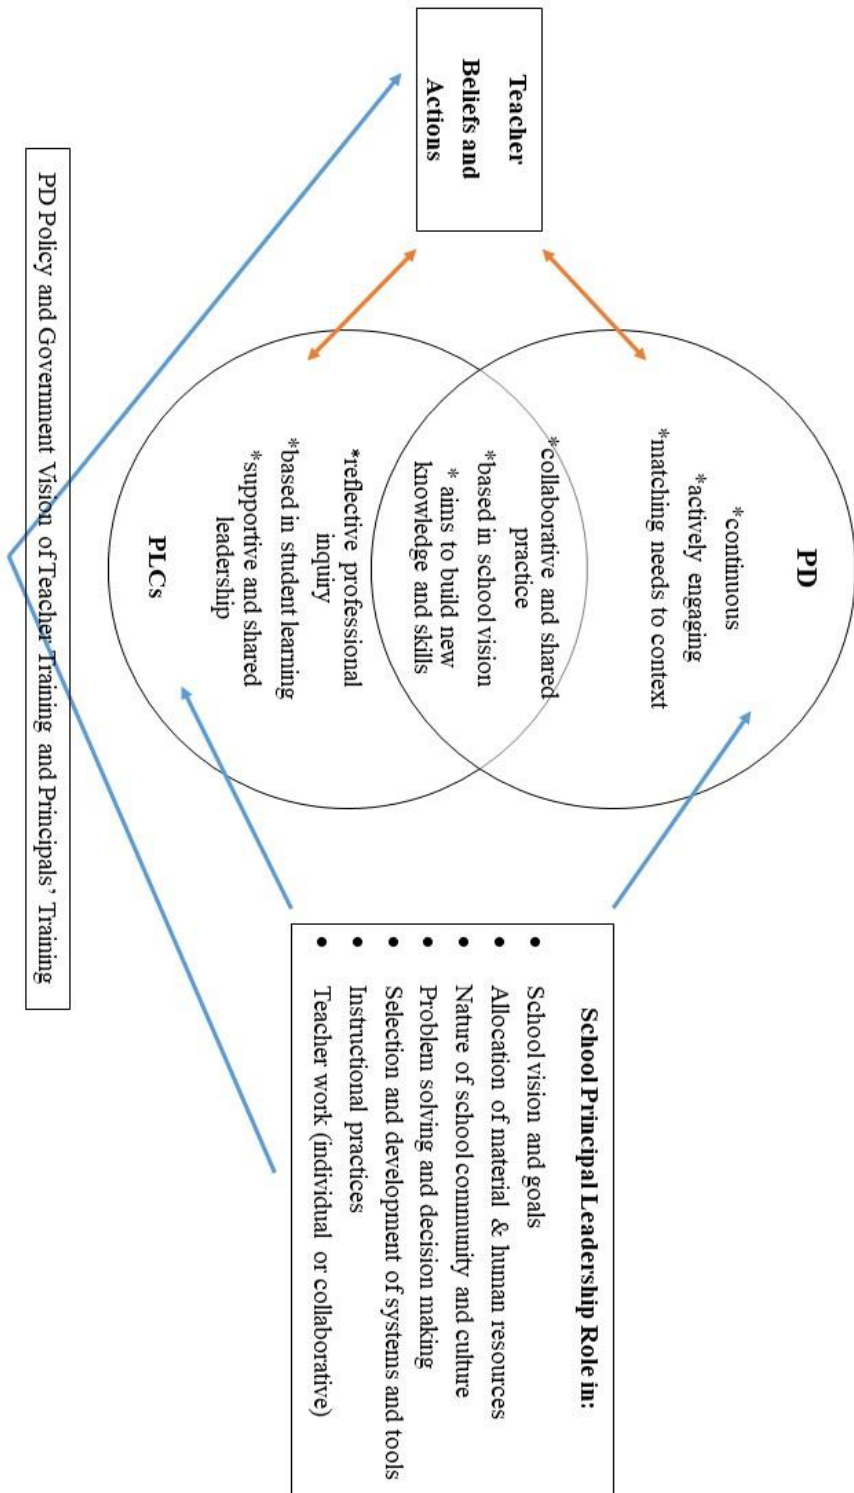 Teacher
Beliefs and
Actions
PD
*continuous
*actively engaging
*matching needs to context
*collaborative and shared
practice
*based in school vision
* aims to build new
knowledge and skills
*reflective professional
inquiry
*based in student learning
*supportive and shared
leadership
PLCs
School Principal Leadership Role in:
• School vision and goals
• Allocation of material & human resources
• Nature of school community and culture
• Problem solving and decision making
• Selection and development of systems and tools
• Instructional practices
• Teacher work (individual or collaborative)
PD Policy and Government Vision of Teacher Training and Principals’ Training